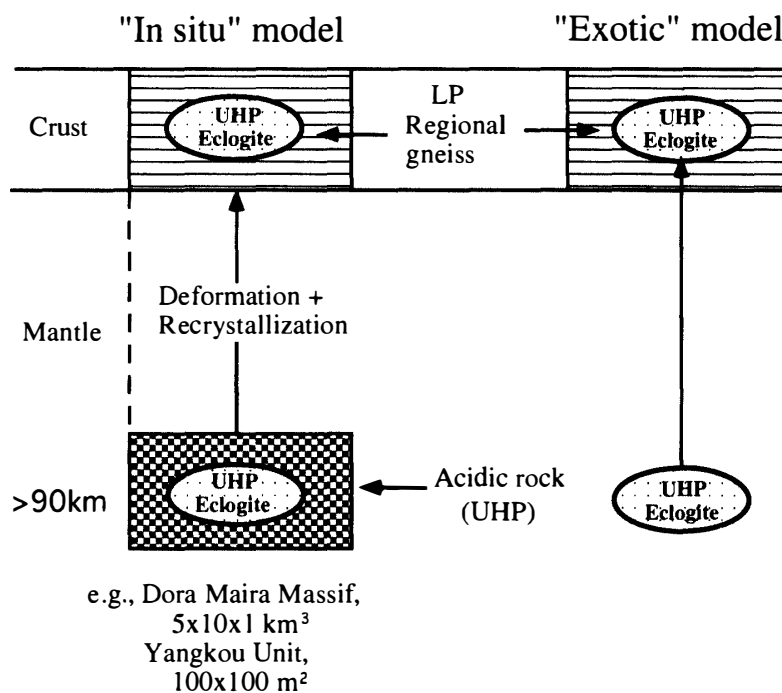 "In situ" model
"Exotic" model
Crust
UHP
Eclogite
LP
Regional
gneiss
UHP
Eclogite
Mantle
Deformation +
Recrystallization
>90km
UHP
Eclogite
Acidic rock
(UHP)
UHP
Eclogite
e.g., Dora Maira Massif,
5x10x1 km³
Yangkou Unit,
100x100 m²